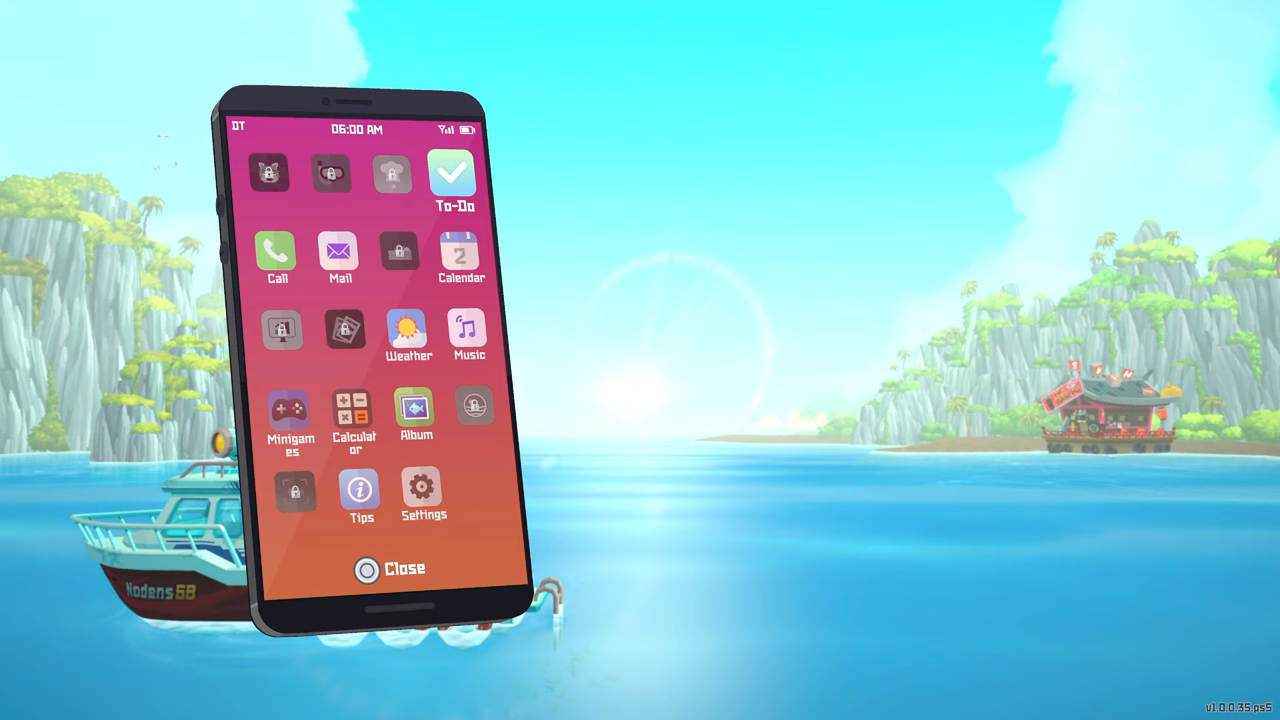 DT
06:00 AM
To-Do
Call
Mail
2
Calendar
Weather
Music
Minigam
es
Calculat
or
Album
Tips
Settings
Close
Nodens68
v1.0.0.35.ps5